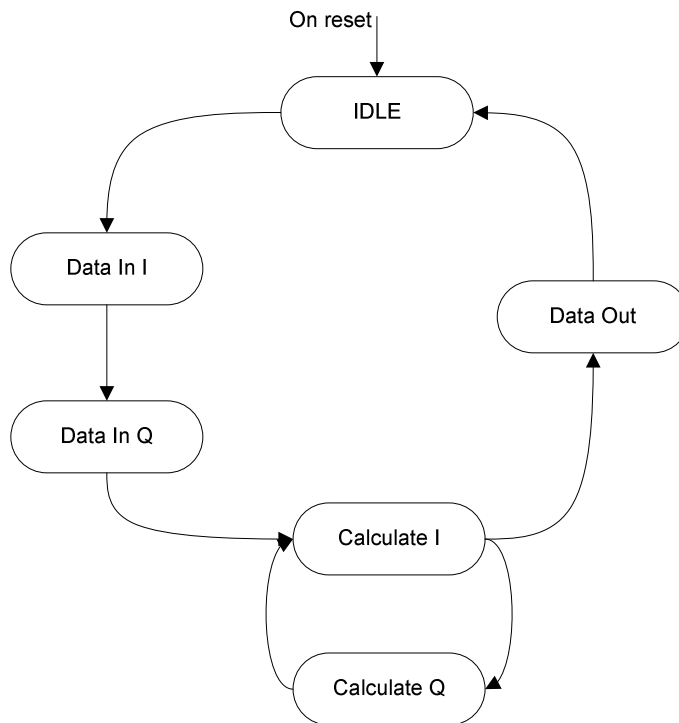 On reset
IDLE
Data In I
Data Out
Data In Q
Calculate I
Calculate Q